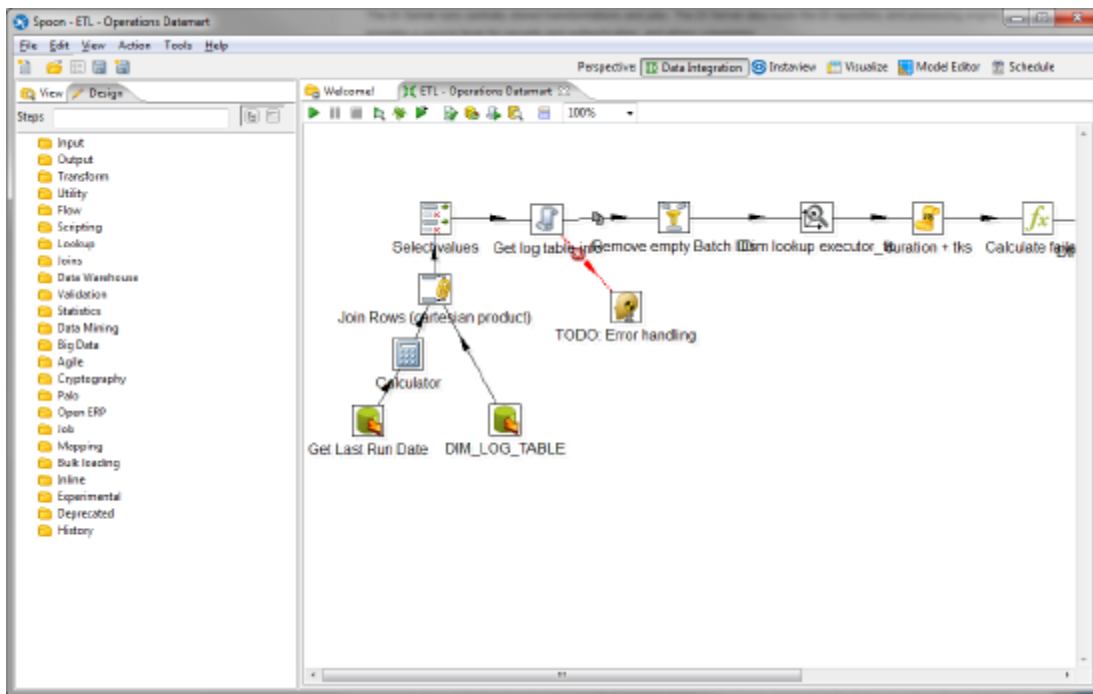 Spoon - ETL - Operations Datamart
File Edit View Action Tools Help
Perspective: Data Integration Instaview Visualize Model Editor Schedule
View Design
Welcome! ETL - Operations Datamart
Steps
100%
Input
Output
Transform
Utility
Flow
Scripting
Lookup
Joins
Data Warehouse
Validation
Statistics
Data Mining
Big Data
Agile
Cryptography
Palo
Open ERP
Job
Mapping
Bulk loading
Inline
Experimental
Deprecated
History
Select values Get log table info Remove empty Batch IDs Dim lookup executor_tk duration + tks Calculate
Join Rows (cartesian product)
TODO: Error handling
Calculator
Get Last Run Date DIM_LOG_TABLE